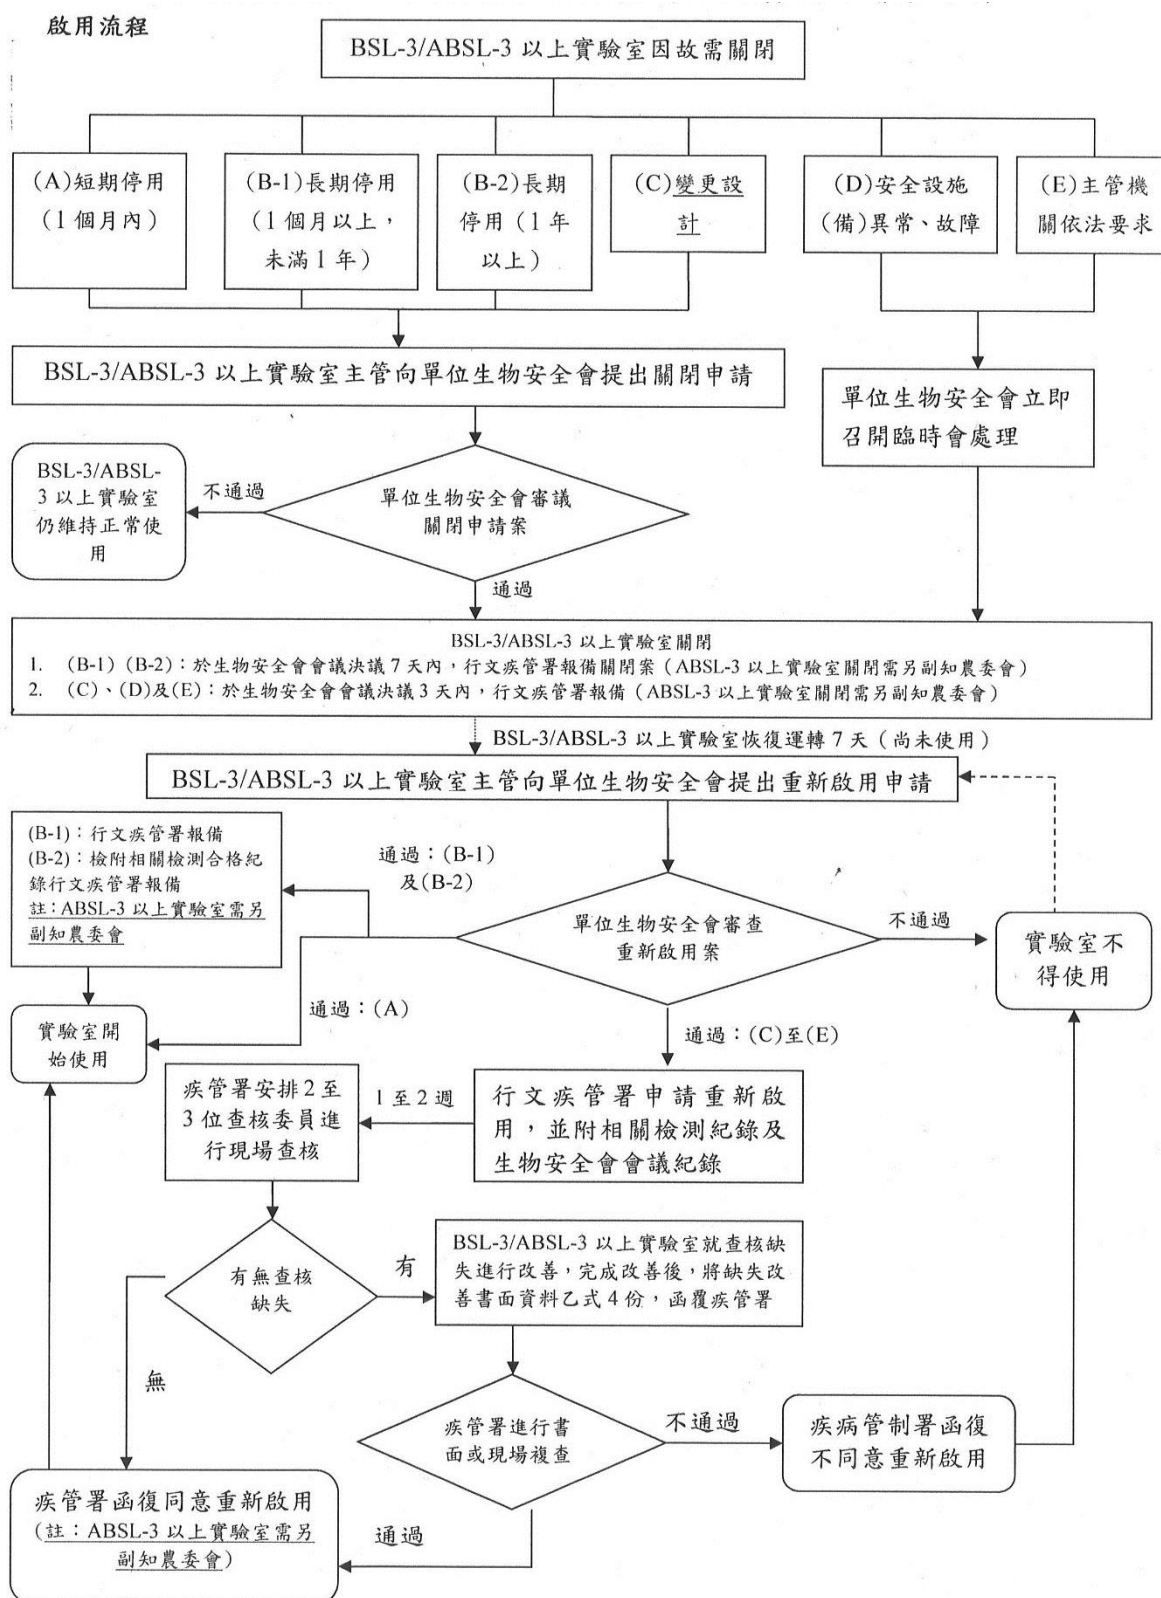 啟用流程
BSL-3/ABSL-3 以上實驗室因故需關閉
(A)短期停用
(1 個月內)
(B-1)長期停用
(1 個月以上，
未滿 1 年)
(B-2)長期
停用(1 年
以上)
(C)變更設
計
(D)安全設施
(備)異常、故障
(E)主管機
關依法要求
BSL-3/ABSL-3 以上實驗室主管向單位生物安全會提出關閉申請
單位生物安全會立即
召開臨時會處理
BSL-3/ABSL-
3 以上實驗室
仍維持正常使
用
不通過
單位生物安全會審議
關閉申請案
通過
BSL-3/ABSL-3 以上實驗室關閉
1. (B-1) (B-2)：於生物安全會會議決議 7 天內，行文疾管署報備關閉案(ABSL-3 以上實驗室關閉需另副知農委會)
2. (C)、(D)及(E)：於生物安全會會議決議 3 天內，行文疾管署報備(ABSL-3 以上實驗室關閉需另副知農委會)
BSL-3/ABSL-3 以上實驗室恢復運轉 7 天(尚未使用)
BSL-3/ABSL-3 以上實驗室主管向單位生物安全會提出重新啟用申請
(B-1)：行文疾管署報備
(B-2)：檢附相關檢測合格紀
錄行文疾管署報備
註：ABSL-3 以上實驗室需另
副知農委會
通過：(B-1)
及(B-2)
單位生物安全會審查
重新啟用案
不通過
實驗室不
得使用
通過：(A)
實驗室開
始使用
通過：(C)至(E)
疾管署安排 2 至
3 位查核委員進
行現場查核
1 至 2 週
行文疾管署申請重新啟
用，並附相關檢測紀錄及
生物安全會會議紀錄
有無查核
缺失
有
BSL-3/ABSL-3 以上實驗室就查核缺
失進行改善，完成改善後，將缺失改
善書面資料乙式 4 份，函覆疾管署
無
疾管署進行書
面或現場複查
不通過
疾病管制署函復
不同意重新啟用
疾管署函復同意重新啟用
(註：ABSL-3 以上實驗室需另
副知農委會)
通過